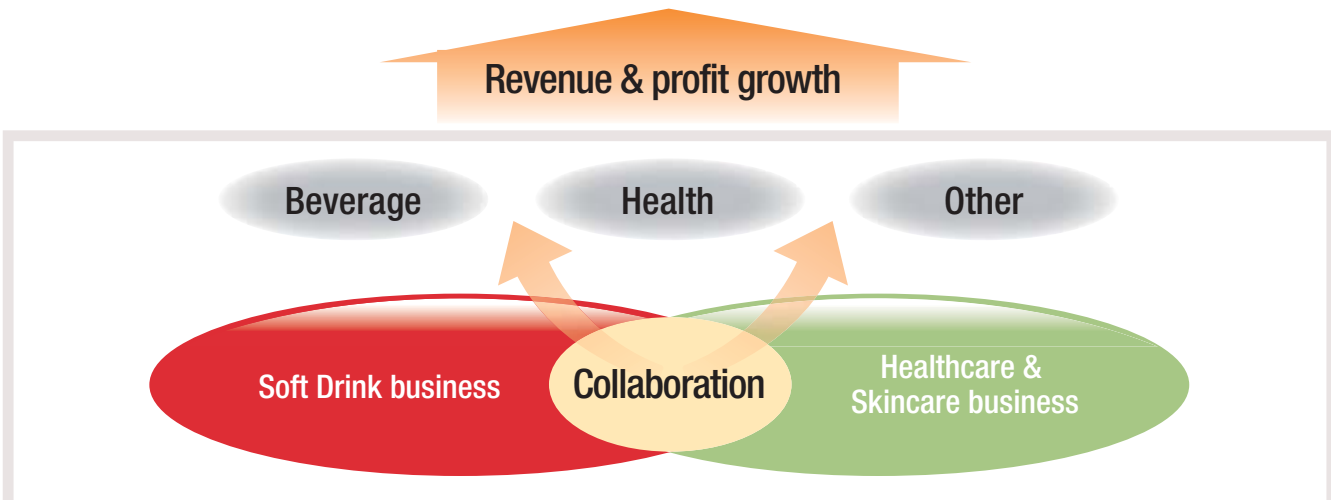 Revenue & profit growth
Beverage
Health
Other
Soft Drink business
Collaboration
Healthcare &
Skincare business